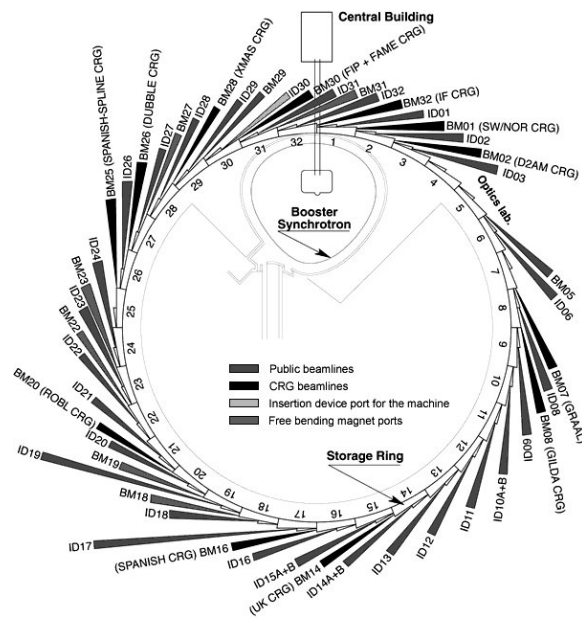 Central Building
BM25 (SPANISH-SPLINE CRG)
ID26
BM26 (DUBBLE CRG)
ID27
BM27
ID28
BM28 (XMAS CRG)
ID29
BM29
ID30
BM30 (FIP + FAME CRG)
ID31
BM31
ID32
BM32 (IF CRG)
ID01
BM01 (SW/NOR CRG)
ID02
BM02 (D2AM CRG)
ID03
Optics lab.
BM05
ID06
BM07 (GRAAL)
ID08
BM08 (GILDA CRG)
ID09
ID10A+B
ID11
ID12
ID13
ID14A+B
(UK CRG) BM14
ID15A+B
ID16
(SPANISH CRG) BM16
ID17
ID18
BM18
BM19
ID19
ID20
BM20 (ROBL CRG)
ID21
ID22
BM22
ID23
BM23
ID24
1
2
3
4
5
6
7
8
9
10
11
12
13
14
15
16
17
18
19
20
21
22
23
24
25
26
27
28
29
30
31
32
Booster
Synchrotron
Public beamlines
CRG beamlines
Insertion device port for the machine
Free bending magnet ports
Storage Ring